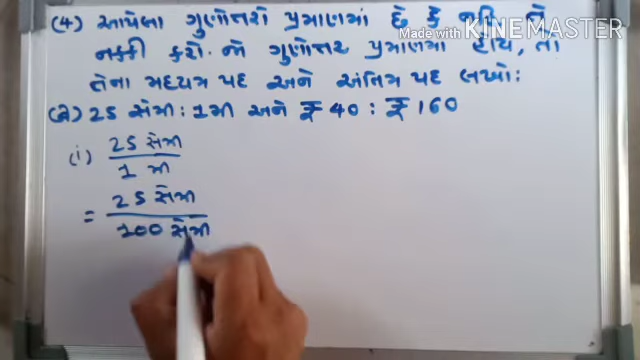 (4) આપેલા ગુણોત્તરો પ્રમાણમાં છે કે
Made with KINEMASTER
નક્કી કરો. જો ગુણોત્તર પ્રમાણમાં હોય, તો
તેના મધ્યમ પદ અને અંતિમ પદ લખો:
(a) 25 સેમી : 1 મી અને ₹ 40 : ₹ 160
(i) 25 સેમી
1 મી
= 25 સેમી
100 સેમી